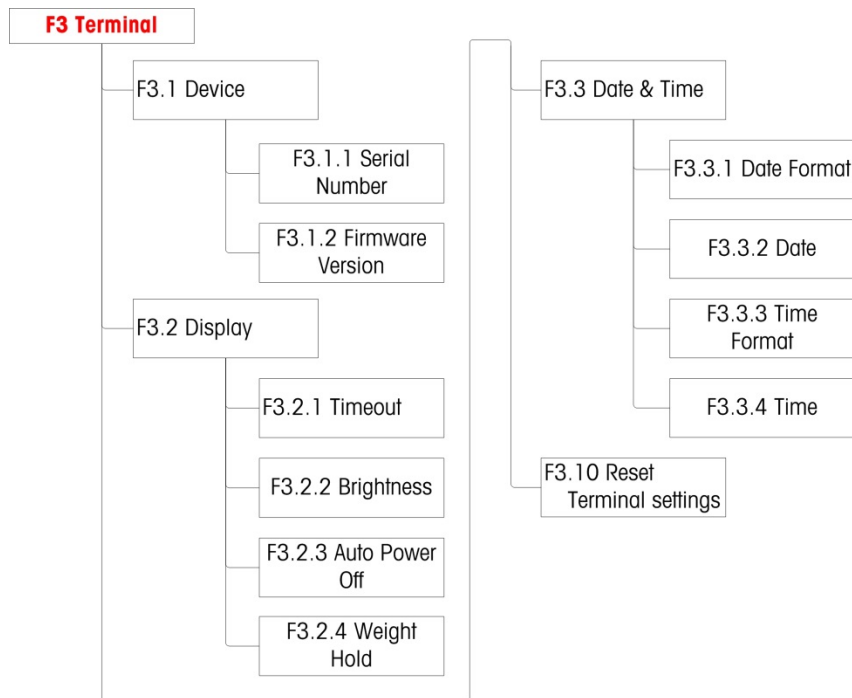 F3 Terminal
F3.1 Device
F3.1.1 Serial
Number
F3.1.2 Firmware
Version
F3.2 Display
F3.2.1 Timeout
F3.2.2 Brightness
F3.2.3 Auto Power
Off
F3.2.4 Weight
Hold
F3.3 Date & Time
F3.3.1 Date Format
F3.3.2 Date
F3.3.3 Time
Format
F3.3.4 Time
F3.10 Reset
Terminal settings